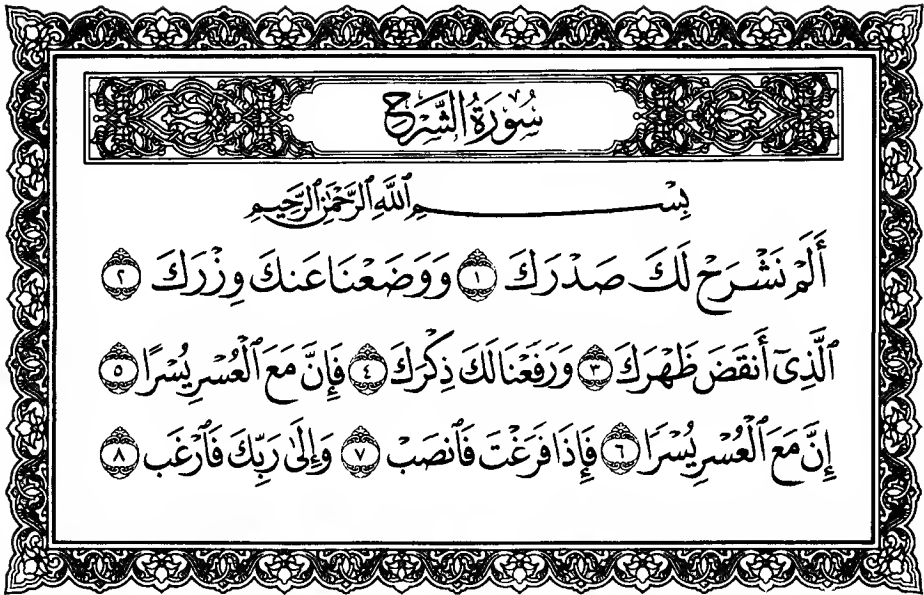 سُورَةُ الشَّرْحِ
بِسْمِ ٱللَّهِ ٱلرَّحْمَٰنِ ٱلرَّحِيمِ
أَلَمْ نَشْرَحْ لَكَ صَدْرَكَ ١ وَوَضَعْنَا عَنكَ وِزْرَكَ ٢
ٱلَّذِىٓ أَنقَضَ ظَهْرَكَ ٣ وَرَفَعْنَا لَكَ ذِكْرَكَ ٤ فَإِنَّ مَعَ ٱلْعُسْرِ يُسْرًا ٥
إِنَّ مَعَ ٱلْعُسْرِ يُسْرًا ٦ فَإِذَا فَرَغْتَ فَٱنصَبْ ٧ وَإِلَىٰ رَبِّكَ فَٱرْغَب ٨